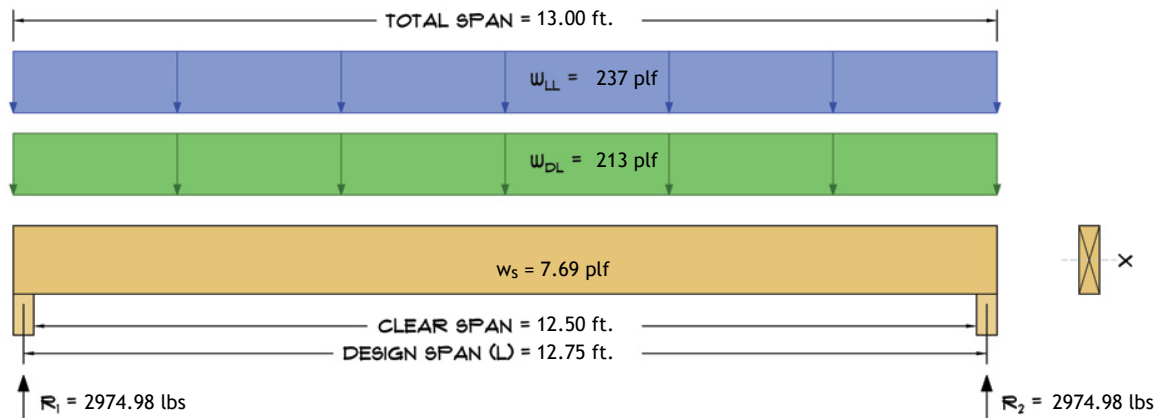 TOTAL SPAN = 13.00 ft.
wLL = 237 plf
wDL = 213 plf
ws = 7.69 plf
X
CLEAR SPAN = 12.50 ft.
DESIGN SPAN (L) = 12.75 ft.
R1 = 2974.98 lbs
R2 = 2974.98 lbs